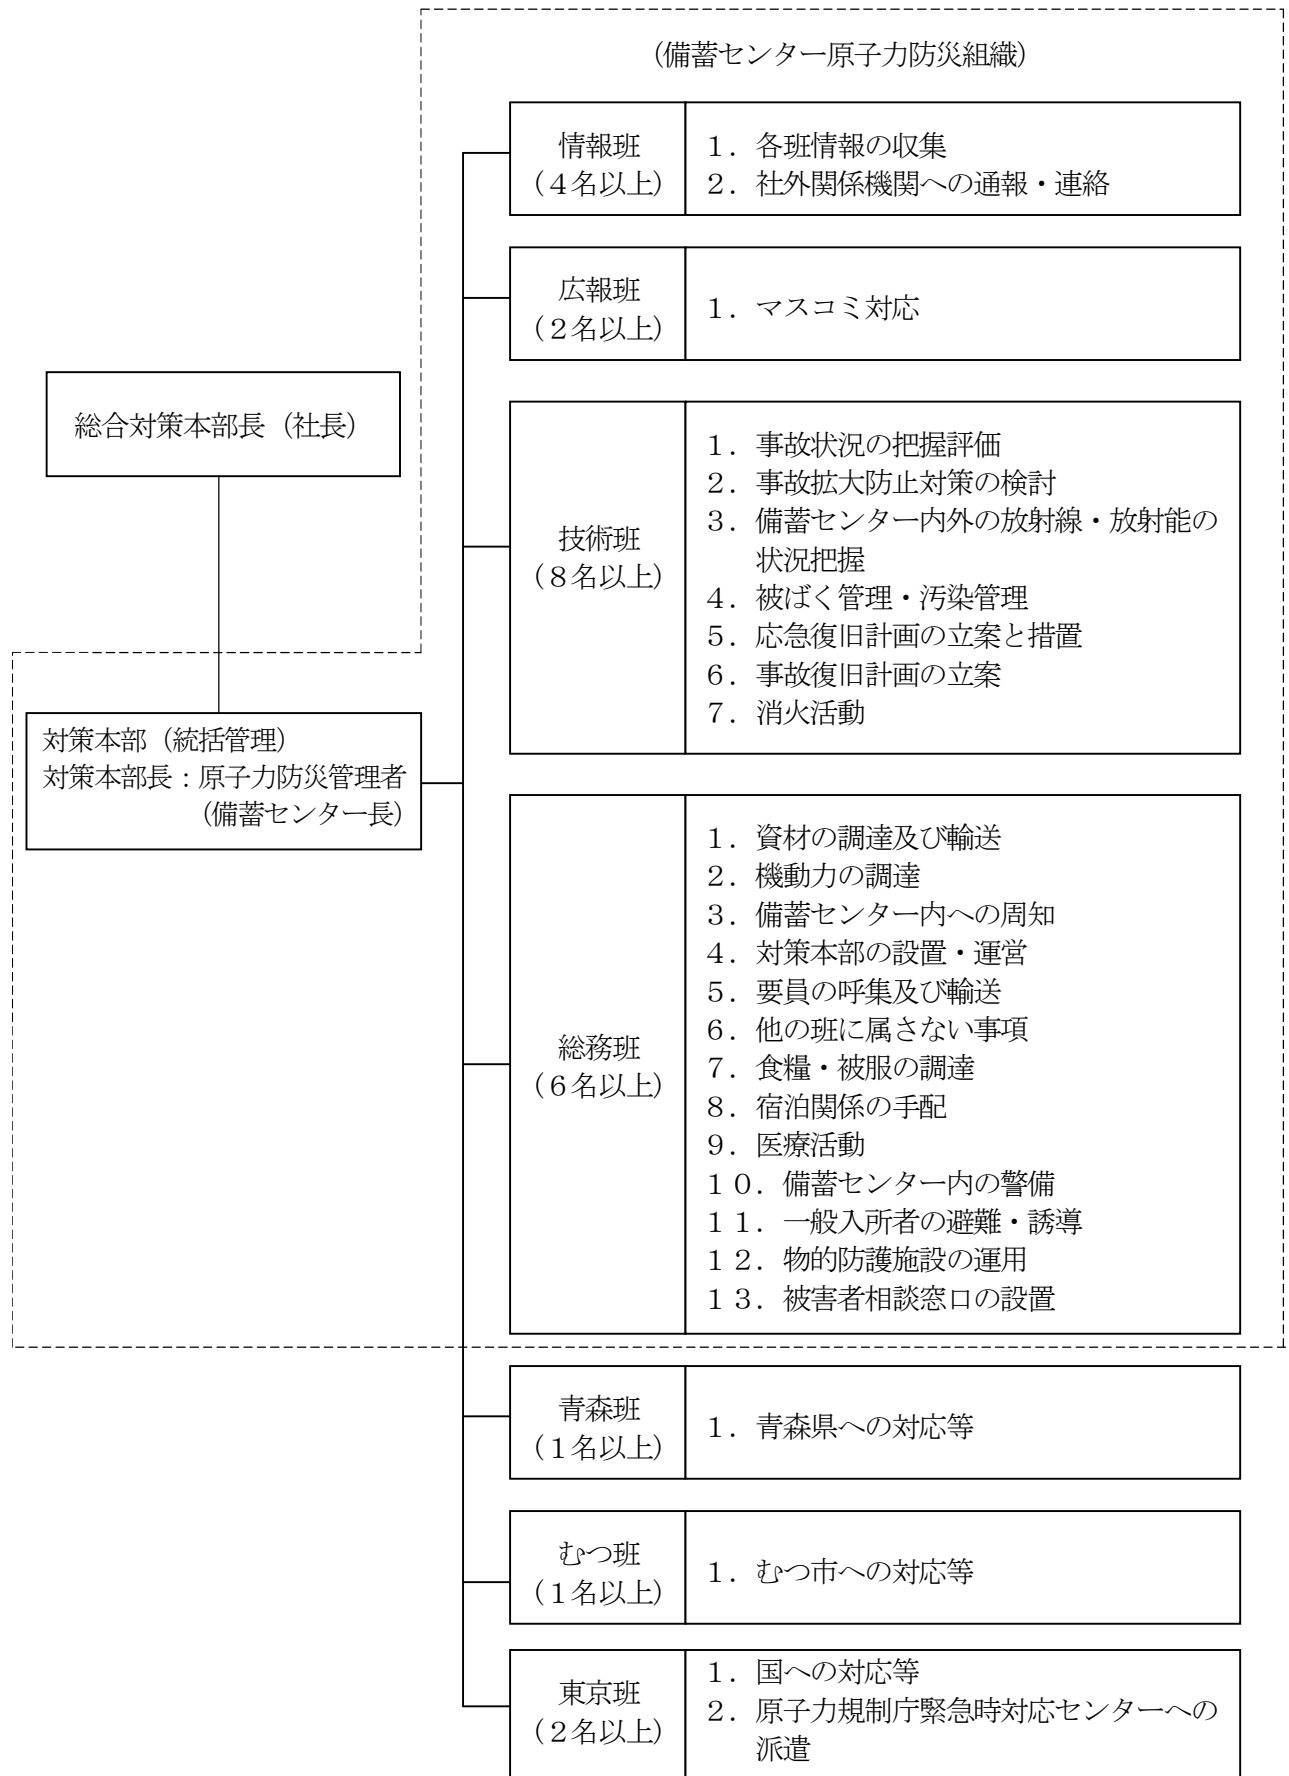 (備蓄センター原子力防災組織)
情報班
(4名以上)
1.各班情報の収集
2.社外関係機関への通報・連絡
広報班
(2名以上)
1.マスコミ対応
総合対策本部長(社長)
技術班
(8名以上)
1.事故状況の把握評価
2.事故拡大防止対策の検討
3.備蓄センター内外の放射線・放射能の
状況把握
4.被ばく管理・汚染管理
5.応急復旧計画の立案と措置
6.事故復旧計画の立案
7.消火活動
対策本部(統括管理)
対策本部長:原子力防災管理者
(備蓄センター長)
総務班
(6名以上)
1.資材の調達及び輸送
2.機動力の調達
3.備蓄センター内への周知
4.対策本部の設置・運営
5.要員の呼集及び輸送
6.他の班に属さない事項
7.食糧・被服の調達
8.宿泊関係の手配
9.医療活動
10.備蓄センター内の警備
11.一般入所者の避難・誘導
12.物的防護施設の運用
13.被害者相談窓口の設置
青森班
(1名以上)
1.青森県への対応等
むつ班
(1名以上)
1.むつ市への対応等
東京班
(2名以上)
1.国への対応等
2.原子力規制庁緊急時対応センターへの
派遣